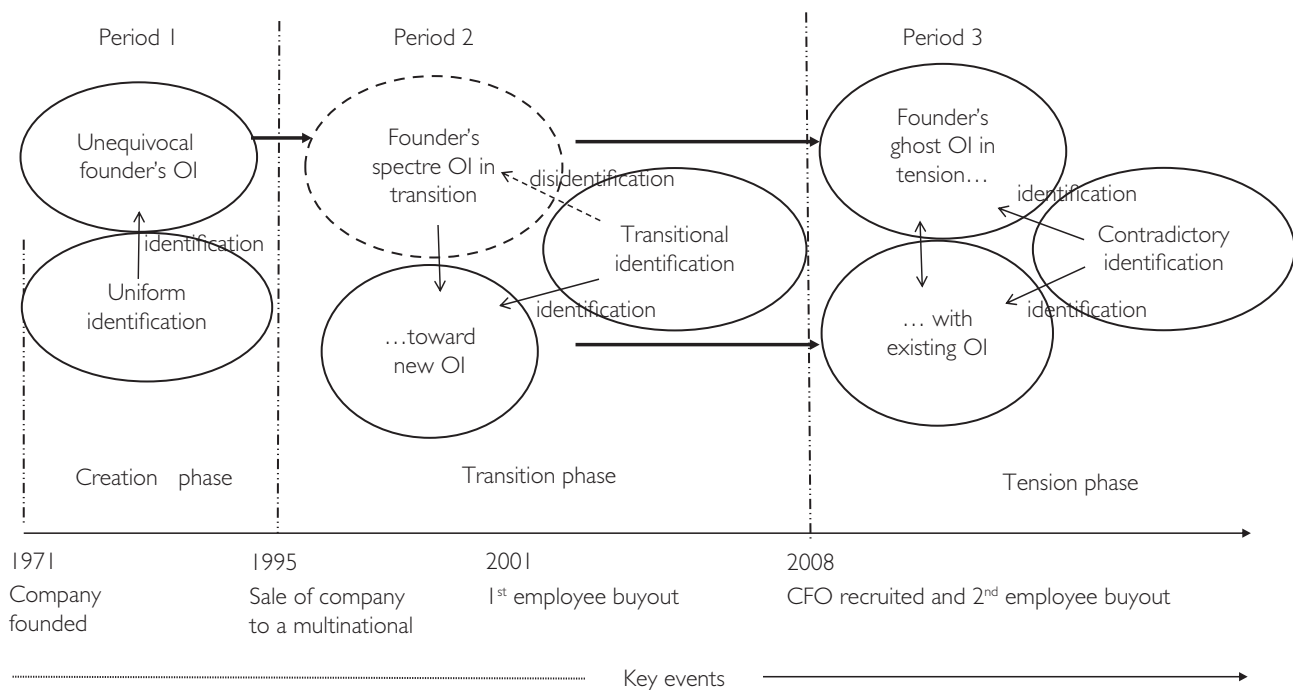 Period 1
Period 2
Period 3
Unequivocal
founder's OI
identification
Uniform
identification
Founder's
spectre OI in
transition
disidentification
Transitional
identification
identification
...toward
new OI
Founder's
ghost OI in
tension...
identification
Contradictory
identification
identification
... with
existing OI
Creation phase
Transition phase
Tension phase
1971
Company
founded
1995
Sale of company
to a multinational
2001
1st employee buyout
2008
CFO recruited and 2nd employee buyout
Key events